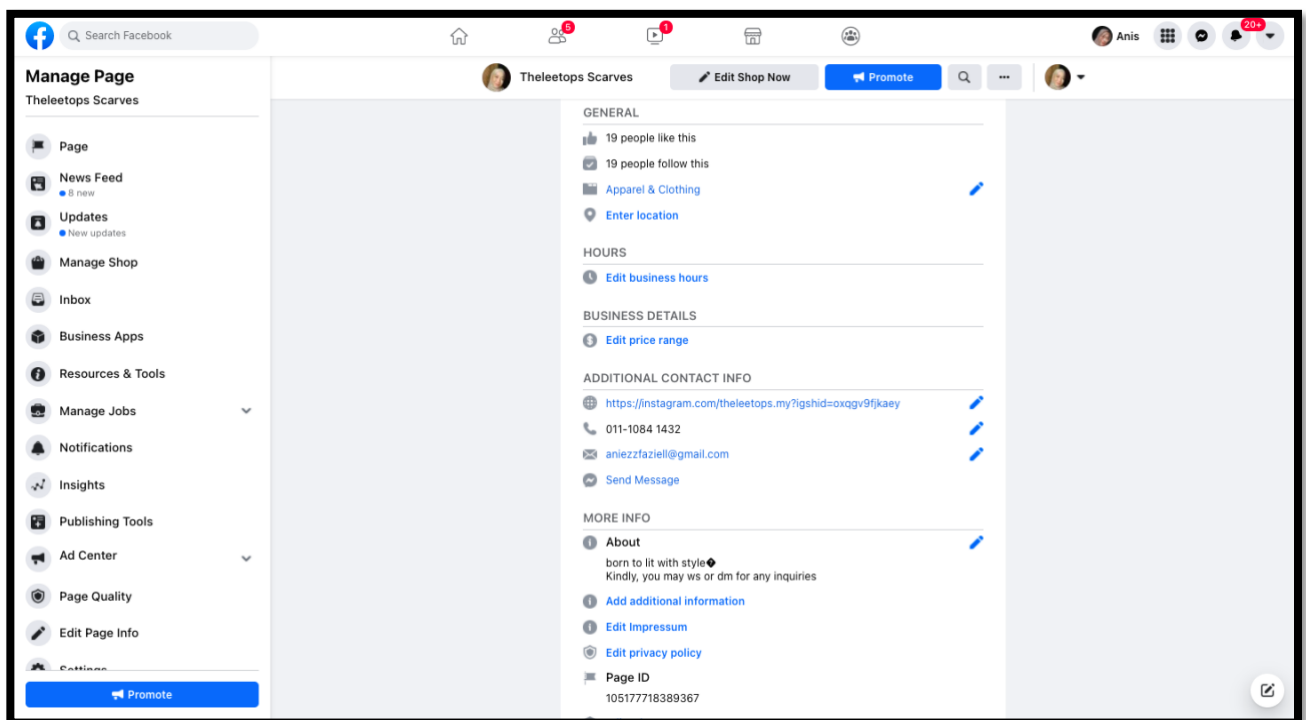 Search Facebook
5
1
Anis
20+
Manage Page
Theleetops Scarves
Page
News Feed
8 new
Updates
New updates
Manage Shop
Inbox
Business Apps
Resources & Tools
Manage Jobs
Notifications
Insights
Publishing Tools
Ad Center
Page Quality
Edit Page Info
Settings
Promote
Theleetops Scarves
Edit Shop Now
Promote
GENERAL
19 people like this
19 people follow this
Apparel & Clothing
Enter location
HOURS
Edit business hours
BUSINESS DETAILS
Edit price range
ADDITIONAL CONTACT INFO
https://instagram.com/theleetops.my?igshid=oxqgv9fjkaey
011-1084 1432
aniezzfaziell@gmail.com
Send Message
MORE INFO
About
born to lit with style�
Kindly, you may ws or dm for any inquiries
Add additional information
Edit Impressum
Edit privacy policy
Page ID
105177718389367